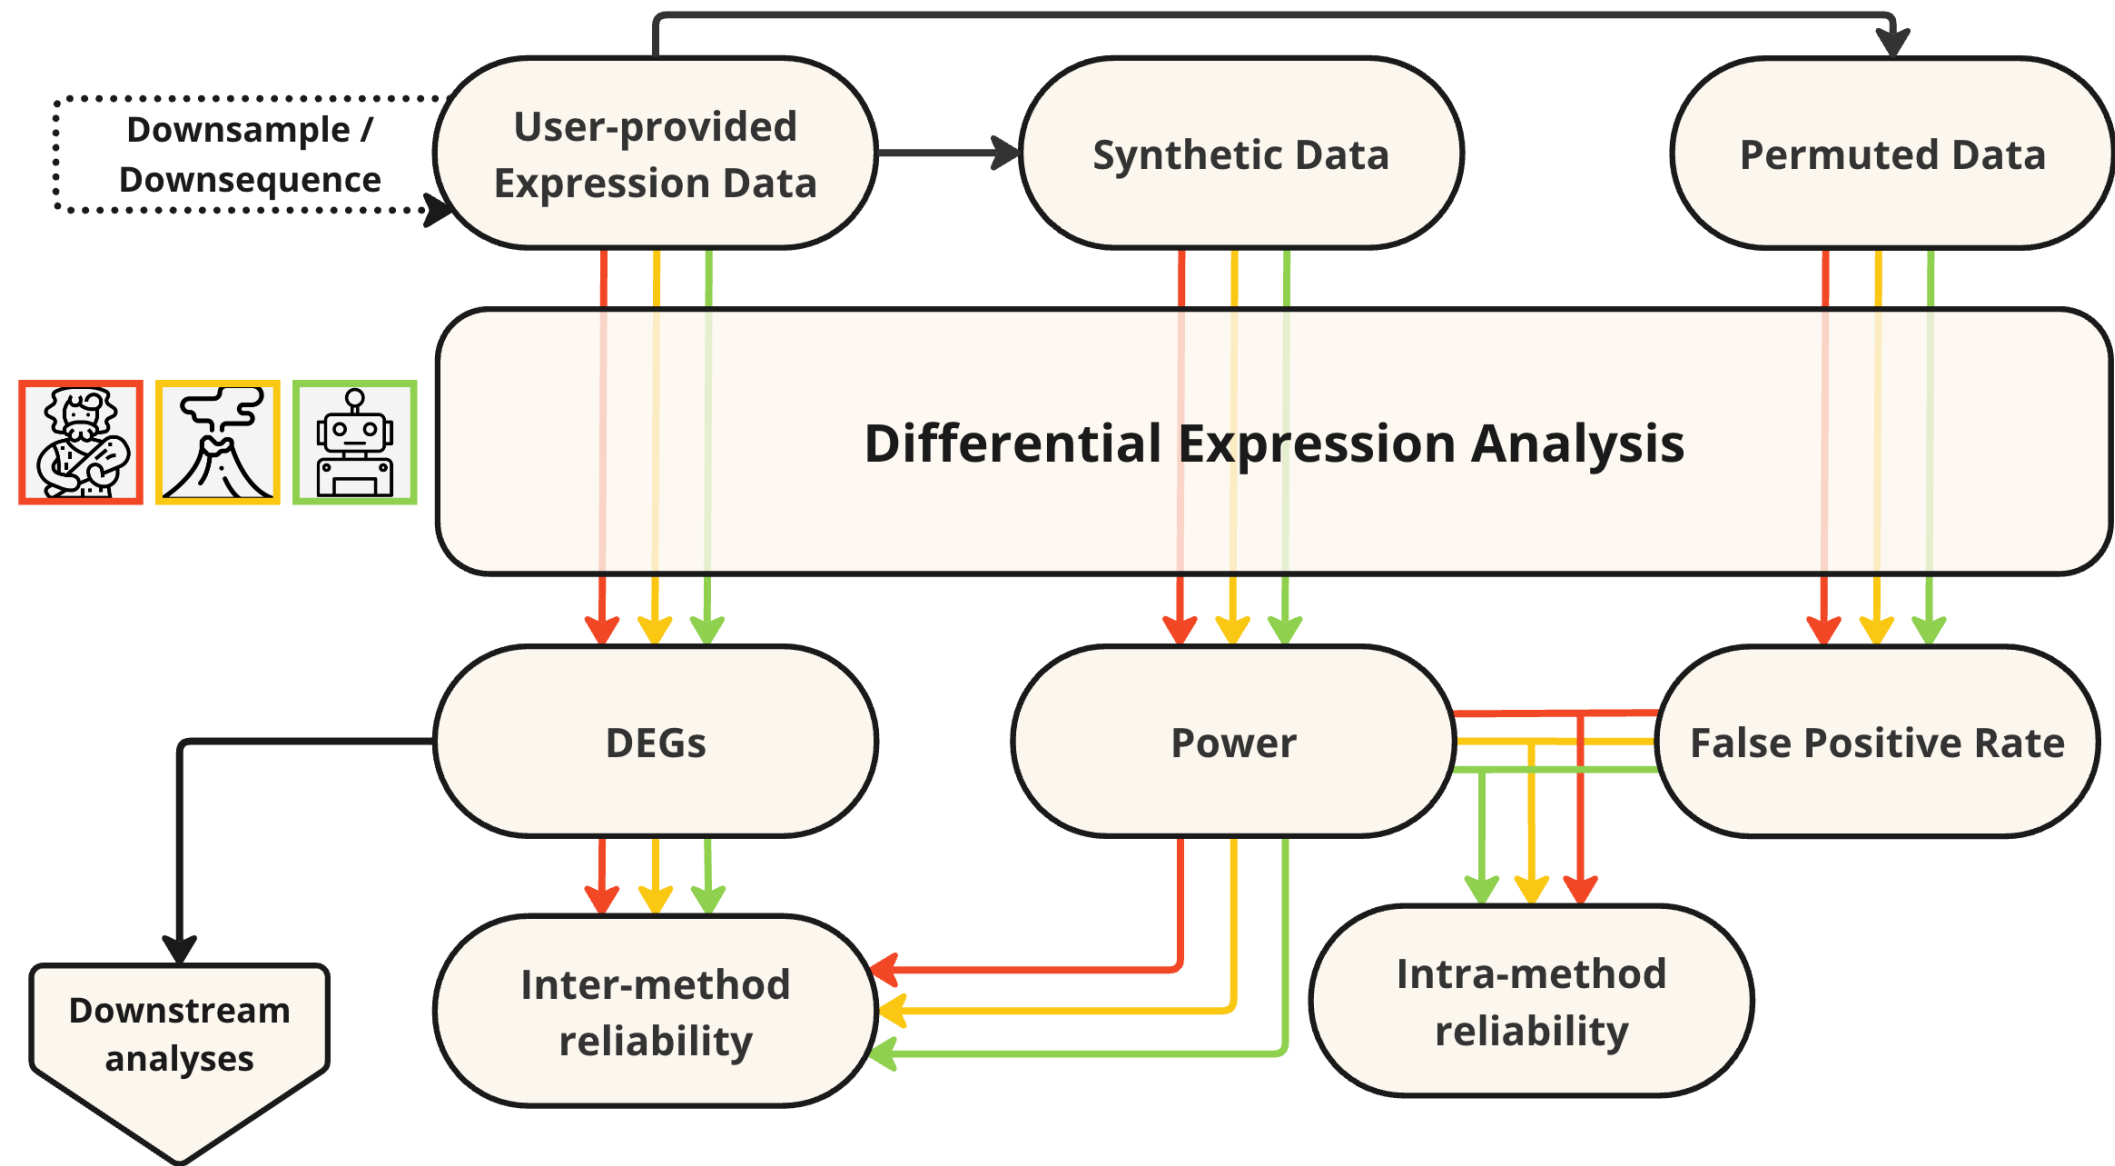 Downsample /
Downsequence
User-provided
Expression Data
Synthetic Data
Permuted Data
Differential Expression Analysis
DEGs
Power
False Positive Rate
Downstream
analyses
Inter-method
reliability
Intra-method
reliability